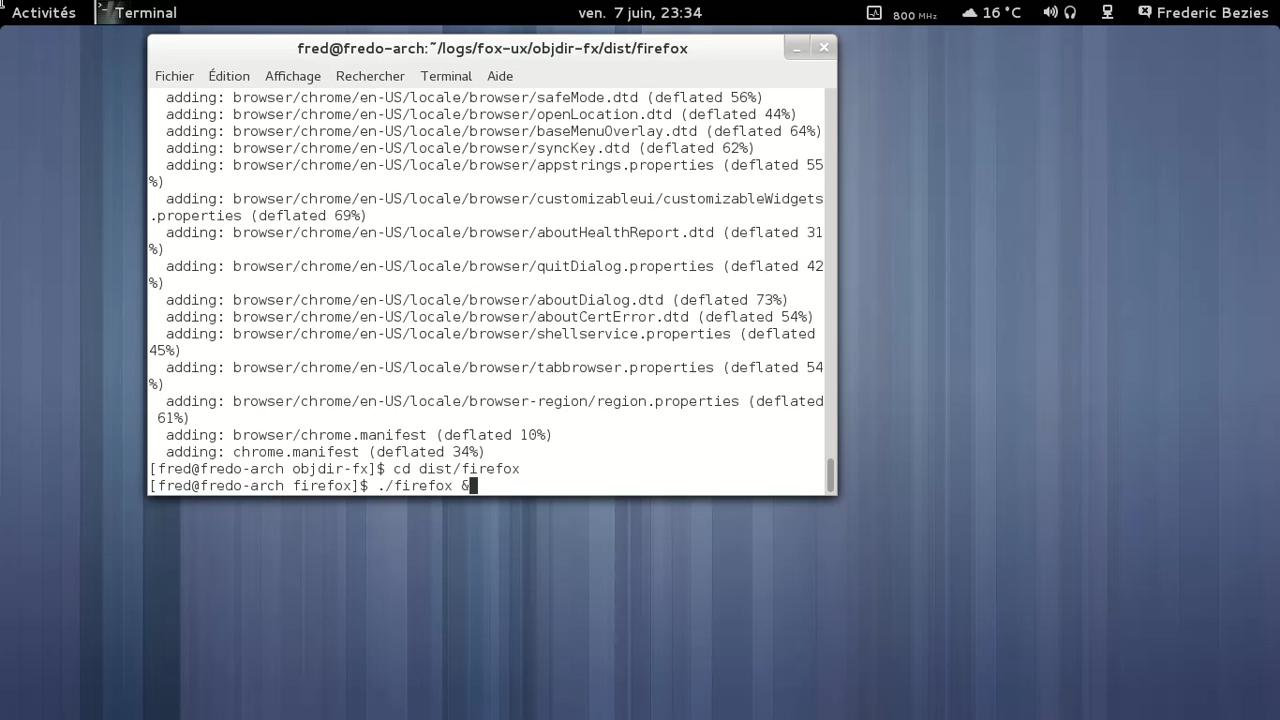 Activités
Terminal
ven. 7 juin, 23:34
800 MHz
16 °C
Frederic Bezies
fred@fredo-arch:~/logs/fox-ux/objdir-fx/dist/firefox
Fichier Édition Affichage Rechercher Terminal Aide
adding: browser/chrome/en-US/locale/browser/safeMode.dtd (deflated 56%)
adding: browser/chrome/en-US/locale/browser/openLocation.dtd (deflated 44%)
adding: browser/chrome/en-US/locale/browser/baseMenuOverlay.dtd (deflated 64%)
adding: browser/chrome/en-US/locale/browser/syncKey.dtd (deflated 62%)
adding: browser/chrome/en-US/locale/browser/appstrings.properties (deflated 55
%)
adding: browser/chrome/en-US/locale/browser/customizableui/customizableWidgets
.properties (deflated 69%)
adding: browser/chrome/en-US/locale/browser/aboutHealthReport.dtd (deflated 31
%)
adding: browser/chrome/en-US/locale/browser/quitDialog.properties (deflated 42
%)
adding: browser/chrome/en-US/locale/browser/aboutDialog.dtd (deflated 73%)
adding: browser/chrome/en-US/locale/browser/aboutCertError.dtd (deflated 54%)
adding: browser/chrome/en-US/locale/browser/shellservice.properties (deflated
45%)
adding: browser/chrome/en-US/locale/browser/tabbrowser.properties (deflated 54
%)
adding: browser/chrome/en-US/locale/browser-region/region.properties (deflated
61%)
adding: browser/chrome.manifest (deflated 10%)
adding: chrome.manifest (deflated 34%)
[fred@fredo-arch objdir-fx]$ cd dist/firefox
[fred@fredo-arch firefox]$ ./firefox &